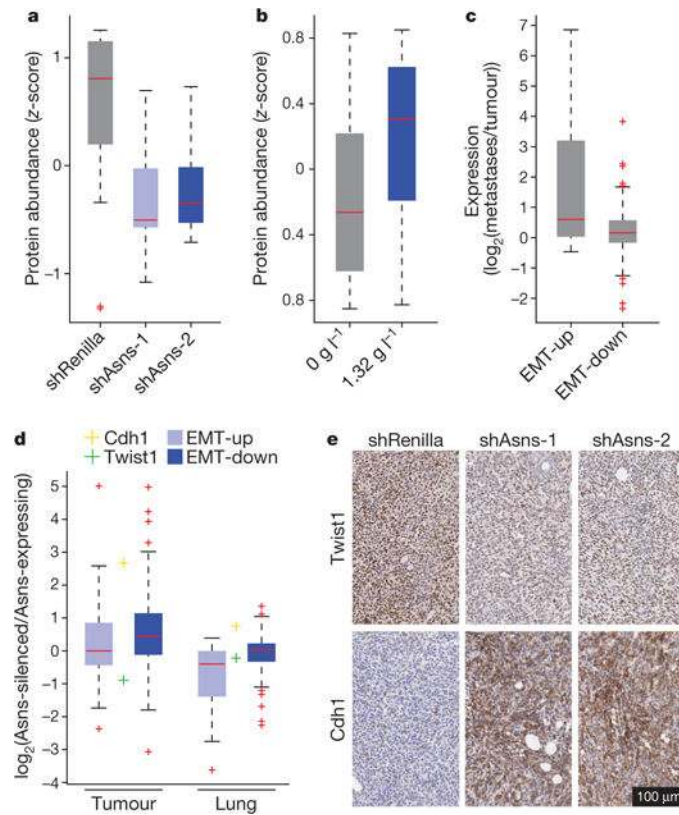 a
Protein abundance (z-score)
1
0
−1
shRenilla
shAsns-1
shAsns-2
b
Protein abundance (z-score)
0.8
0.4
0
0.4
0.8
0 g l⁻¹
1.32 g l⁻¹
c
Expression
(log₂(metastases/tumour))
7
6
5
4
3
2
1
0
−1
−2
EMT-up
EMT-down
d
Cdh1
EMT-up
Twist1
EMT-down
log₂(Asns-silenced/Asns-expressing)
5
4
3
2
1
0
−1
−2
−3
−4
Tumour
Lung
e
shRenilla
shAsns-1
shAsns-2
Twist1
Cdh1
100 µm